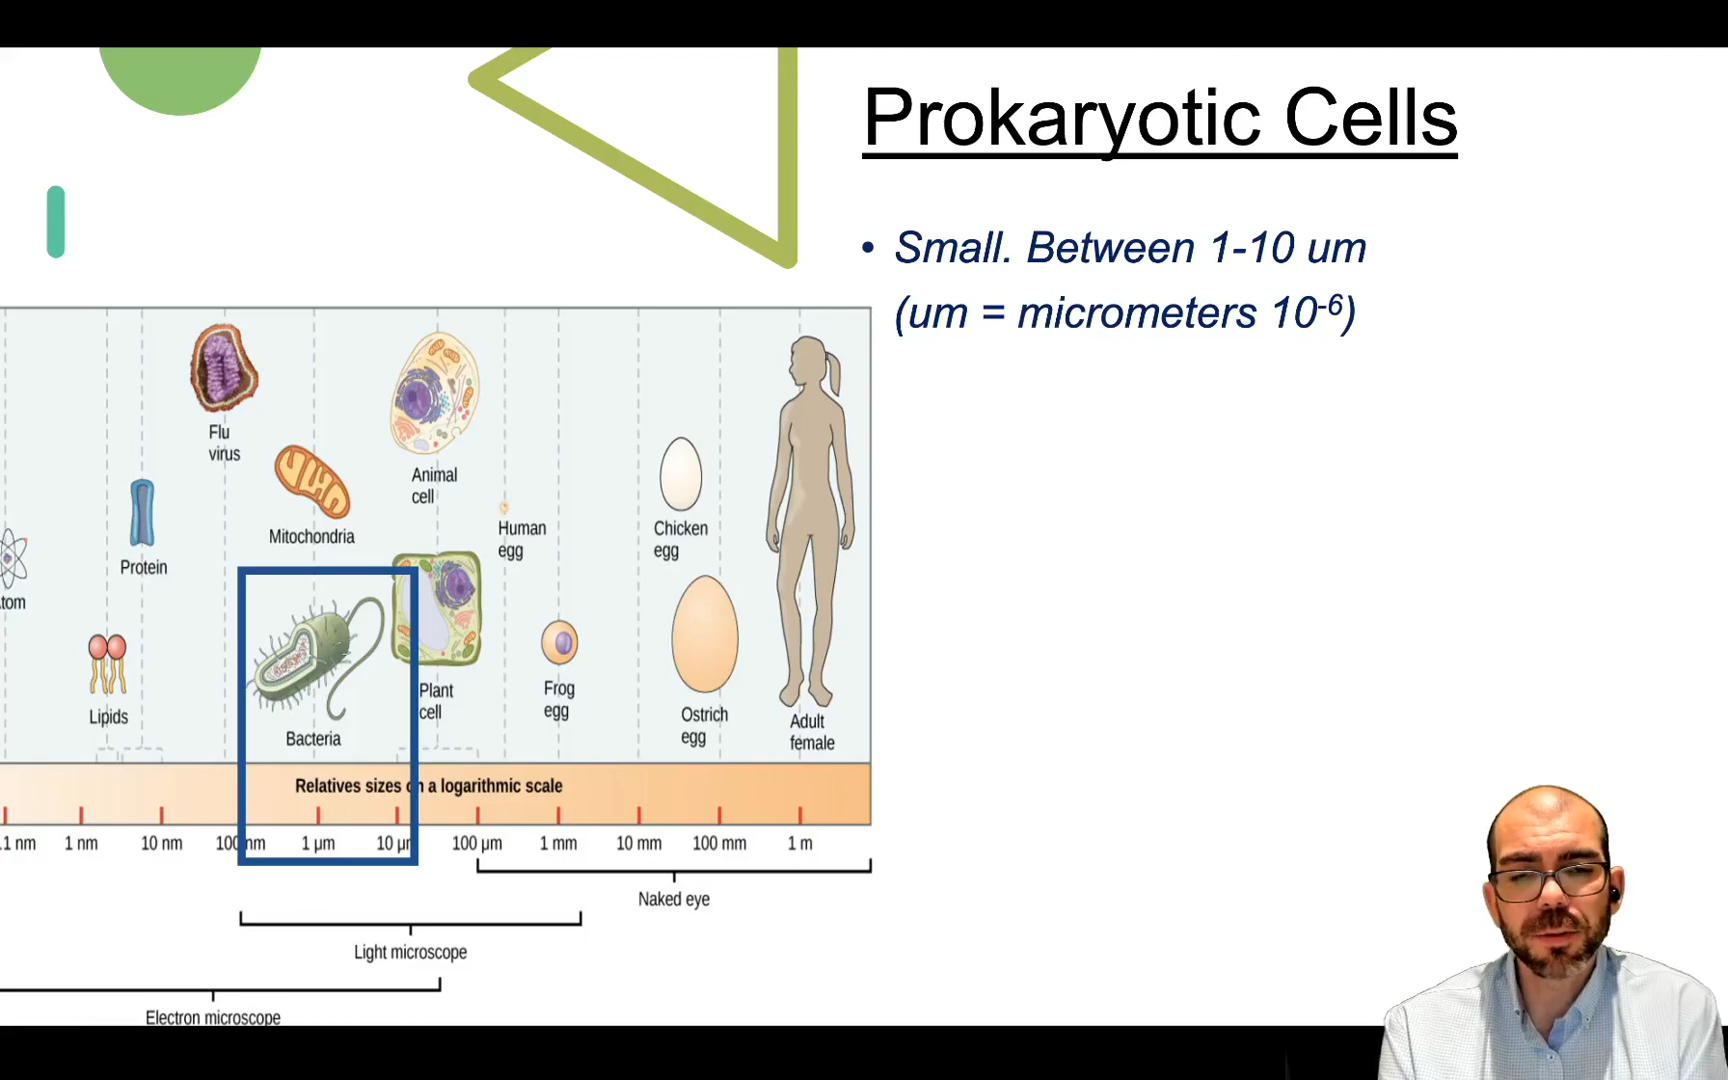 Prokaryotic Cells
• Small. Between 1-10 um
(um = micrometers 10-6)
Flu
virus
Mitochondria
Animal
cell
Human
egg
Chicken
egg
Protein
tom
Lipids
Bacteria
Plant
cell
Frog
egg
Ostrich
egg
Adult
female
Relatives sizes on a logarithmic scale
.1 nm 1 nm 10 nm 100 nm 1 µm 10 µm 100 µm 1 mm 10 mm 100 mm 1 m
Naked eye
Light microscope
Electron microscope